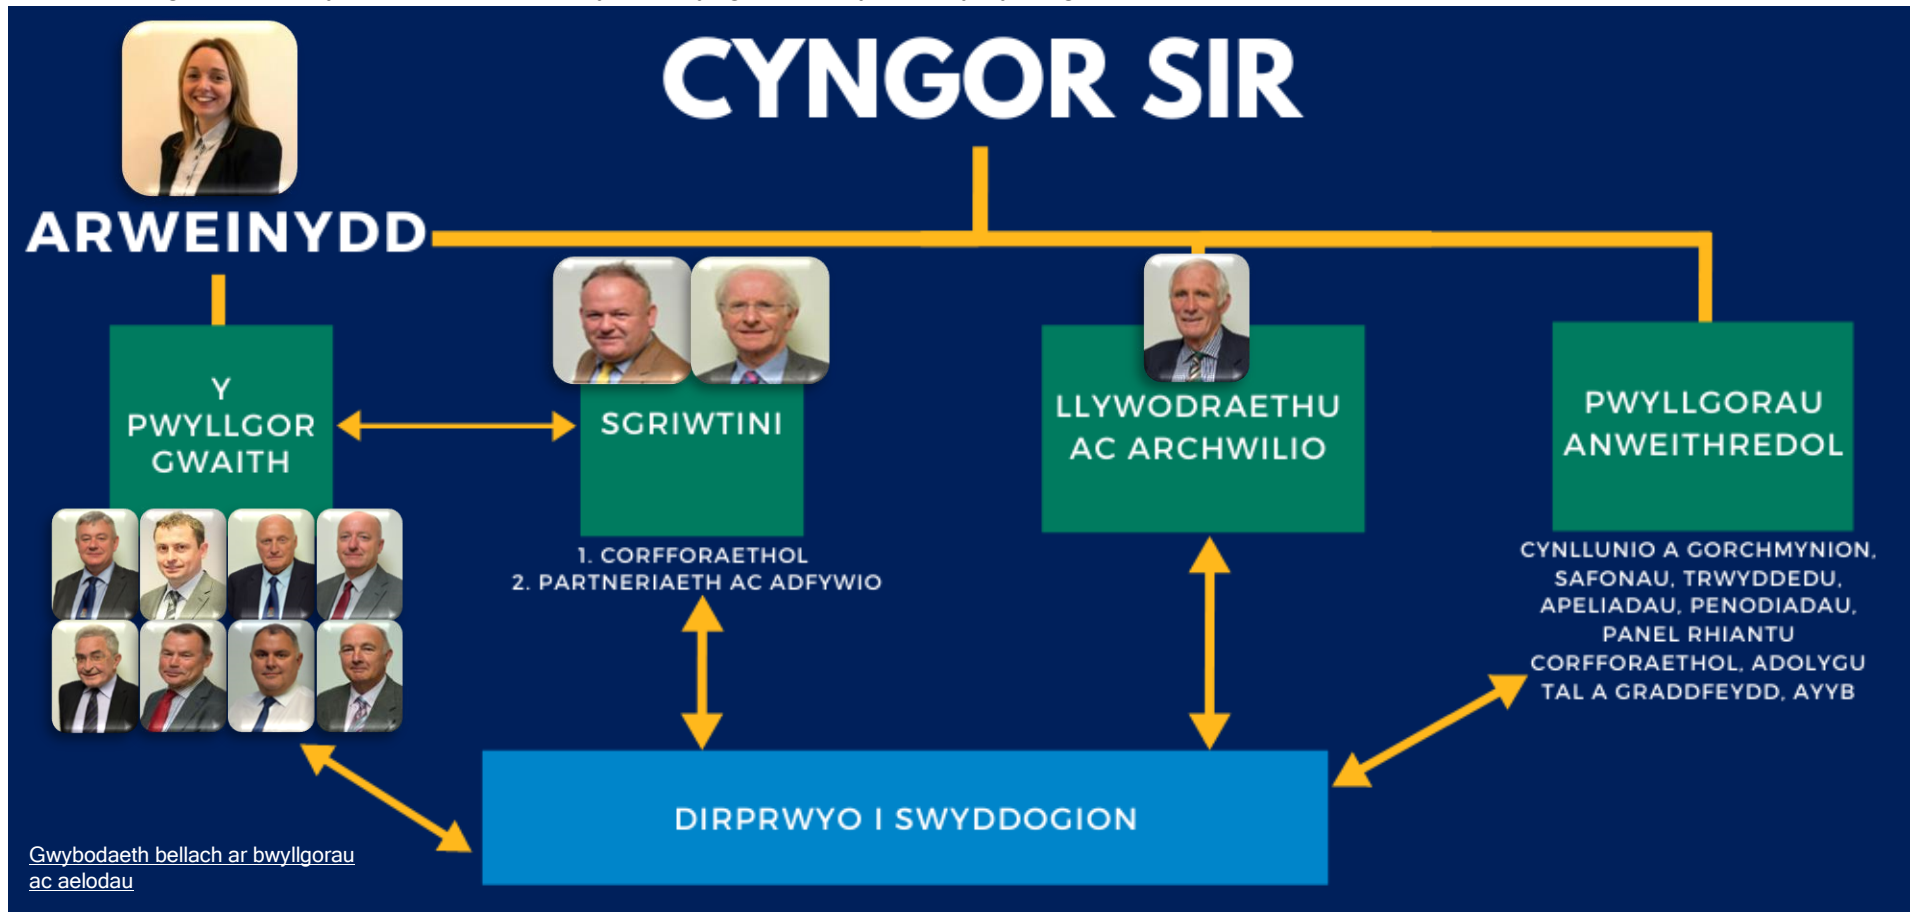 CYNGOR SIR
ARWEINYDD
Y
PWYLLGOR
GWAITH
SGRIWTINI
1. CORFFORAETHOL
2. PARTNERIAETH AC ADFYWIO
LLYWODRAETHU
AC ARCHWILIO
PWYLLGORAU
ANWEITHREDOL
CYNLLUNIO A GORCHMYNION,
SAFONAU, TRWYDDEDU,
APELIADAU, PENODIADAU,
PANEL RHIANTU
CORFFORAETHOL, ADOLYGU
TAL A GRADDFEYDD, AYYB
DIRPRWYO I SWYDDOGION
Gwybodaeth bellach ar bwyllgorau
ac aelodau